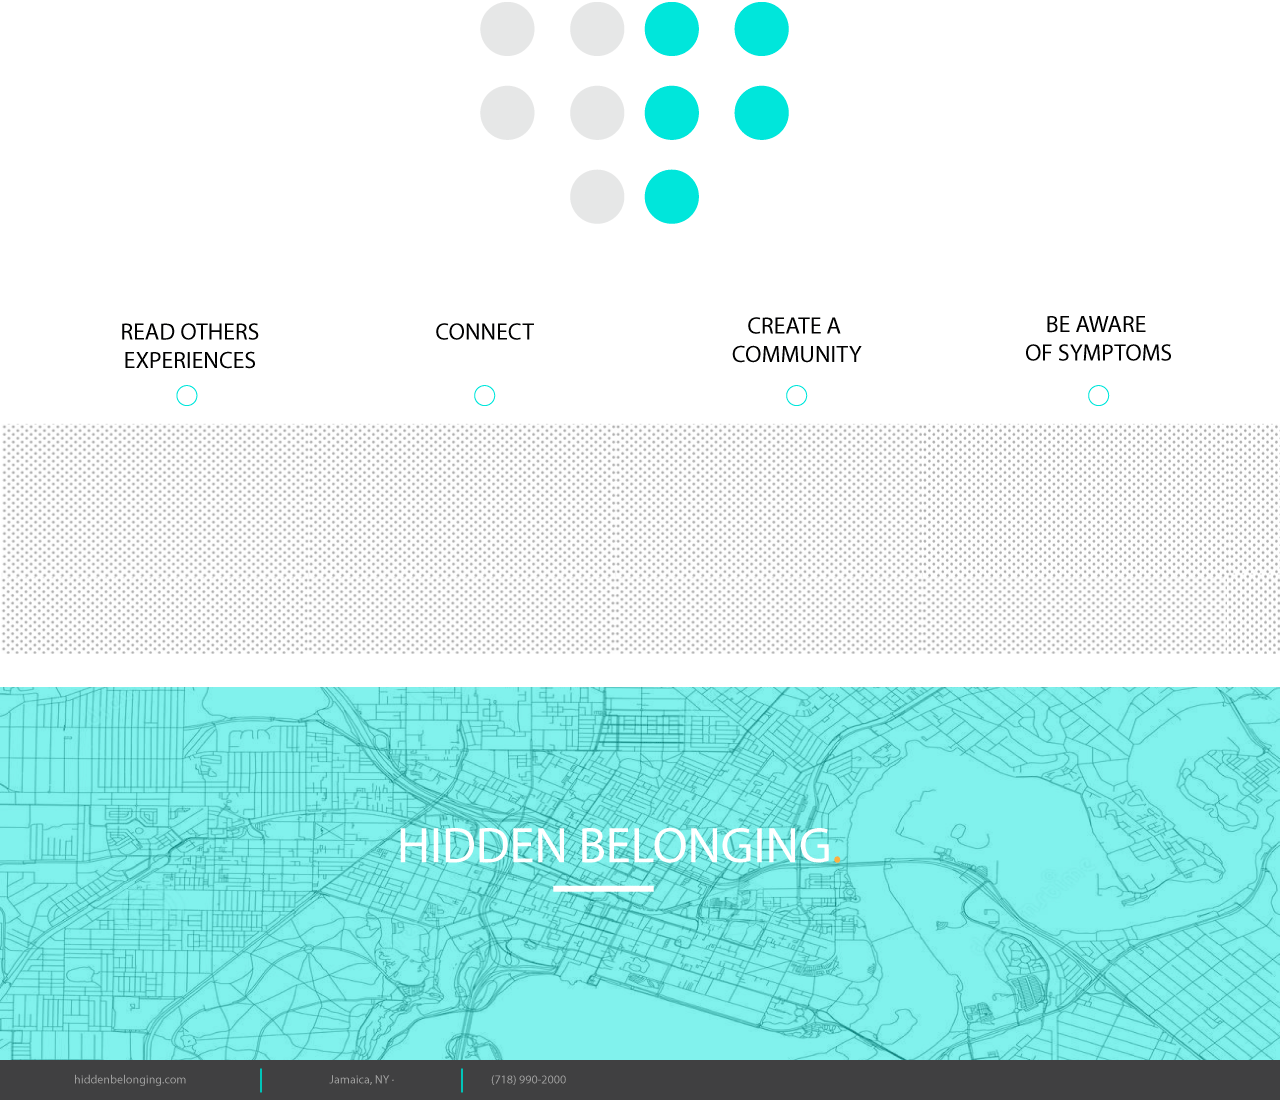 READ OTHERS
EXPERIENCES
CONNECT
CREATE A
COMMUNITY
BE AWARE
OF SYMPTOMS
HIDDEN BELONGING.
hiddenbelonging.com
Jamaica, NY ·
(718) 990-2000